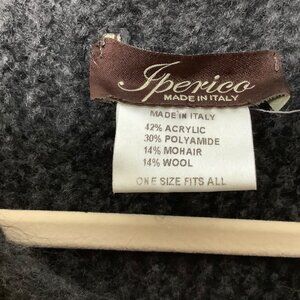 Iperico
MADE IN ITALY
MADE IN ITALY
42% ACRYLIC
30% POLYAMIDE
14% MOHAIR
14% WOOL
ONE SIZE FITS ALL